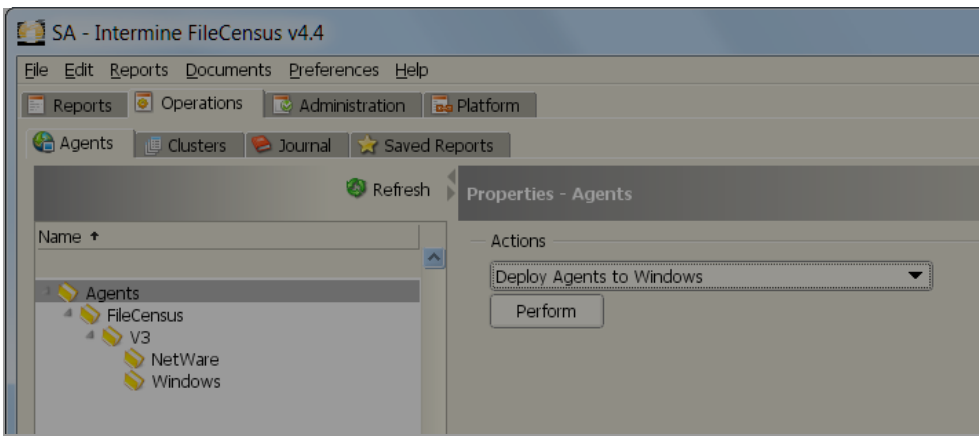 SA - Intermine FileCensus v4.4
File Edit Reports Documents Preferences Help
Reports Operations Administration Platform
Agents Clusters Journal Saved Reports
Refresh Properties - Agents
Name Actions
Deploy Agents to Windows
Agents
Perform
FileCensus
V3
NetWare
Windows